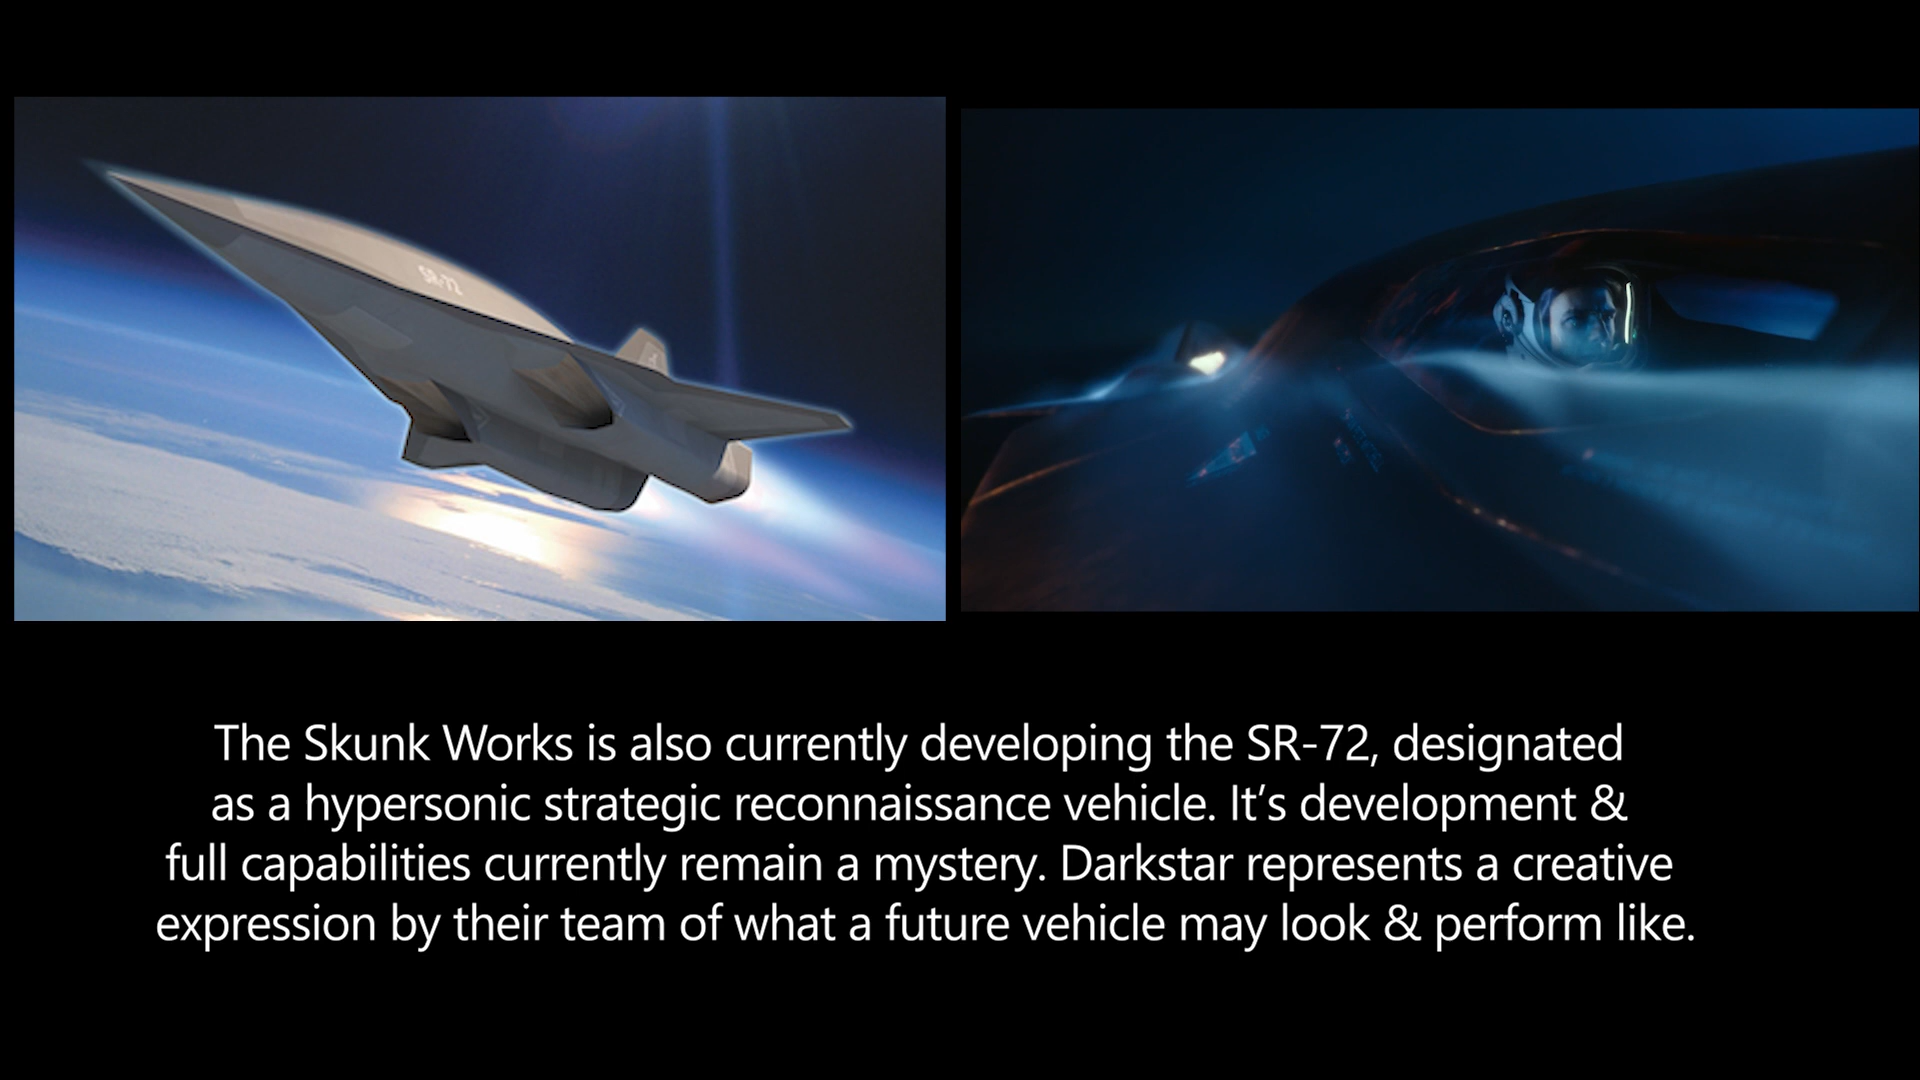 SR-72
The Skunk Works is also currently developing the SR-72, designated
as a hypersonic strategic reconnaissance vehicle. It’s development &
full capabilities currently remain a mystery. Darkstar represents a creative
expression by their team of what a future vehicle may look & perform like.